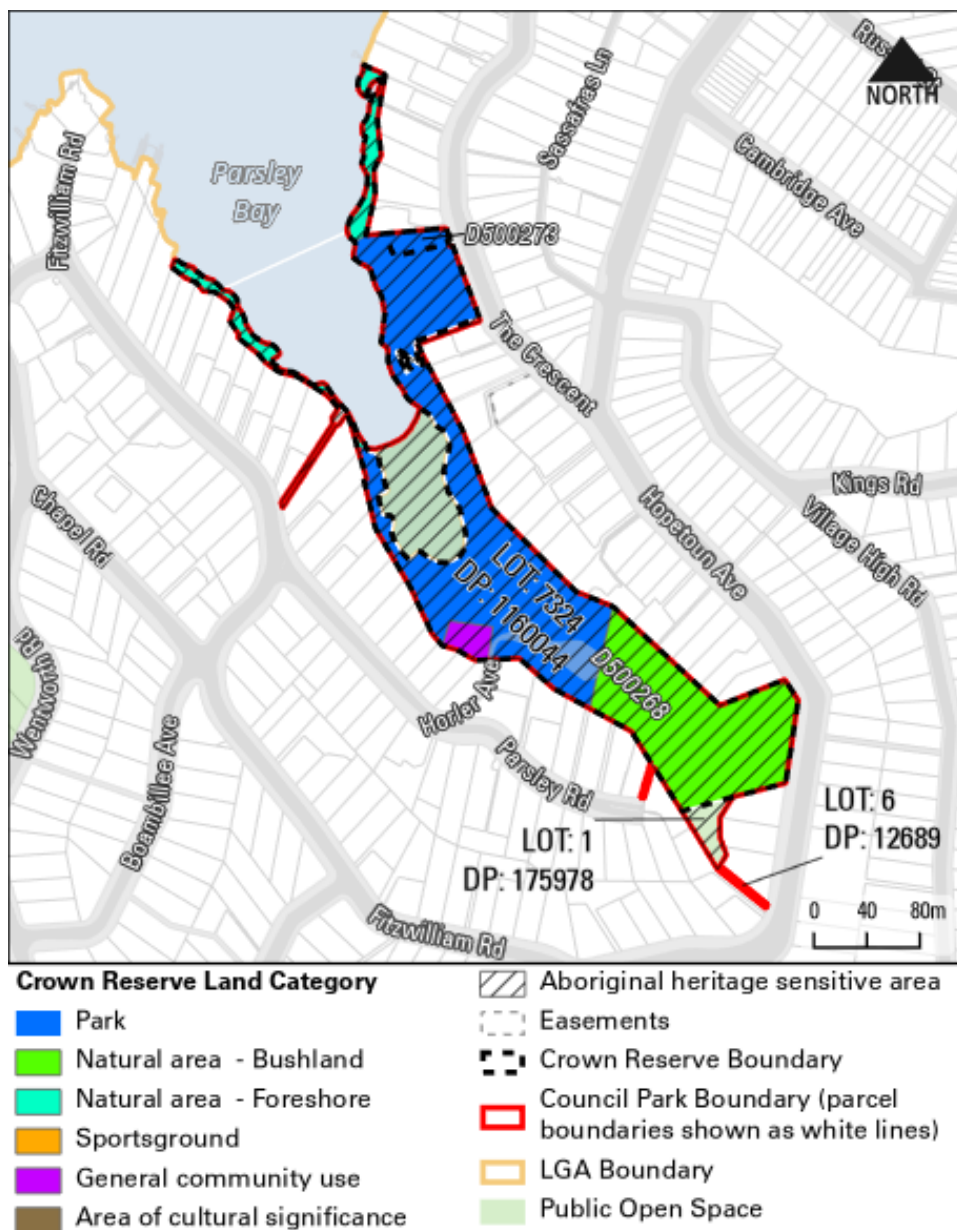 Russell St
NORTH
Sassafras Ln
Cambridge Ave
Fitzwilliam Rd
Parsley
Bay
D500273
The Crescent
Kings Rd
Chapel Rd
Hopetoun Ave
Village High Rd
LOT: 7324
DP: 1160044
D500268
Wentworth Rd
Horler Ave
Parsley Rd
Boambillee Ave
LOT: 6
DP: 12689
LOT: 1
DP: 175978
0 40 80m
Fitzwilliam Rd
Crown Reserve Land Category
Park
Natural area - Bushland
Natural area - Foreshore
Sportsground
General community use
Area of cultural significance
Aboriginal heritage sensitive area
Easements
Crown Reserve Boundary
Council Park Boundary (parcel
boundaries shown as white lines)
LGA Boundary
Public Open Space